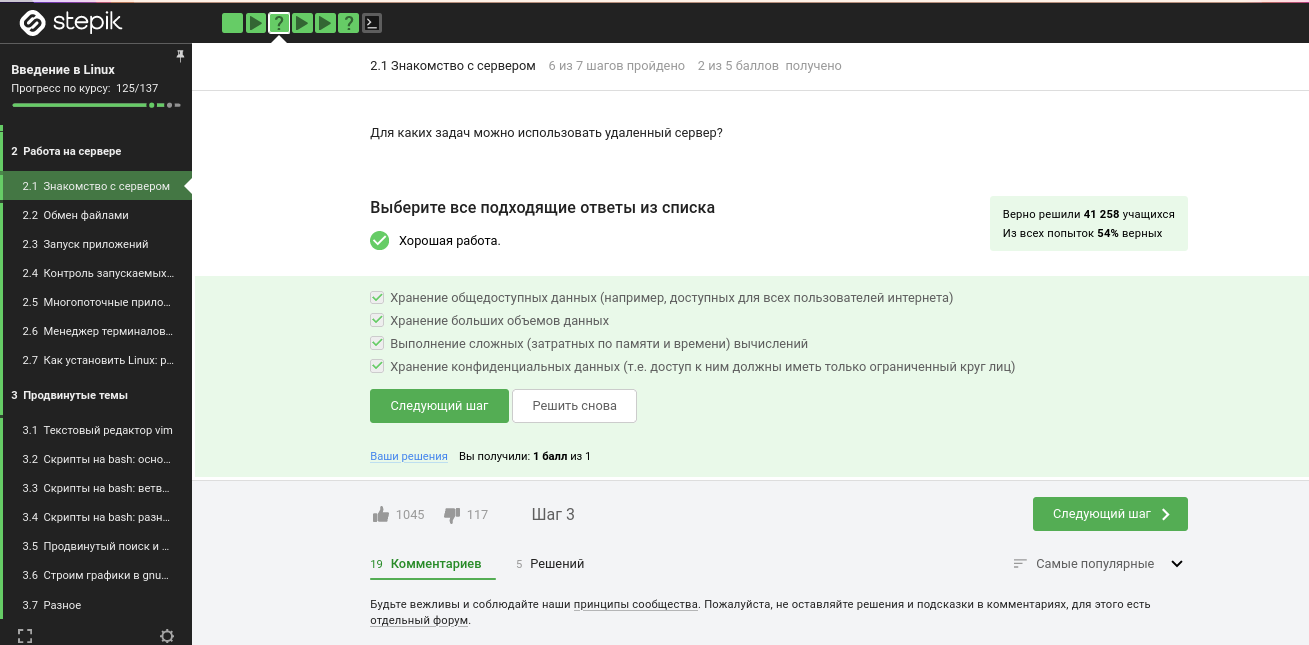 stepik
Введение в Linux
Прогресс по курсу: 125/137
2 Работа на сервере
2.1 Знакомство с сервером
2.2 Обмен файлами
2.3 Запуск приложений
2.4 Контроль запускаемых...
2.5 Многопоточные прило...
2.6 Менеджер терминалов...
2.7 Как установить Linux: р...
3 Продвинутые темы
3.1 Текстовый редактор vim
3.2 Скрипты на bash: осно...
3.3 Скрипты на bash: ветв...
3.4 Скрипты на bash: разн...
3.5 Продвинутый поиск и ...
3.6 Строим графики в gnu...
3.7 Разное
2.1 Знакомство с сервером 6 из 7 шагов пройдено 2 из 5 баллов получено
Для каких задач можно использовать удаленный сервер?
Выберите все подходящие ответы из списка
Хорошая работа.
Верно решили 41 258 учащихся
Из всех попыток 54% верных
Хранение общедоступных данных (например, доступных для всех пользователей интернета)
Хранение больших объемов данных
Выполнение сложных (затратных по памяти и времени) вычислений
Хранение конфиденциальных данных (т.е. доступ к ним должны иметь только ограниченный круг лиц)
Следующий шаг Решить снова
Ваши решения Вы получили: 1 балл из 1
1045 117 Шаг 3 Следующий шаг
19 Комментариев 5 Решений Самые популярные
Будьте вежливы и соблюдайте наши принципы сообщества. Пожалуйста, не оставляйте решения и подсказки в комментариях, для этого есть
отдельный форум.